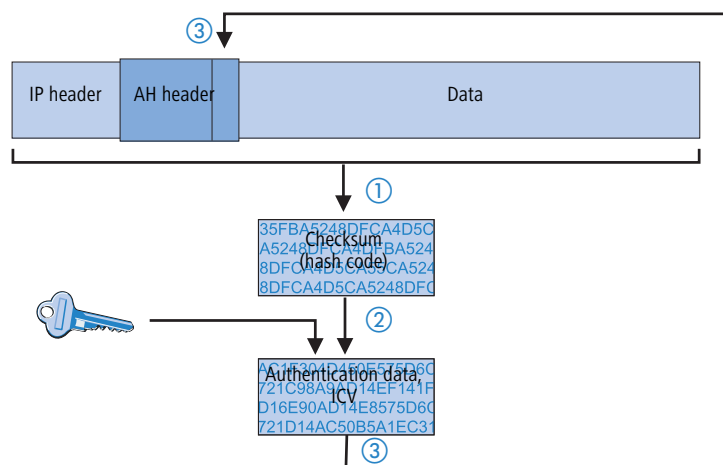 ③
IP header
AH header
Data
①
35FBA5248DFCA4D5C
A5248DFCA4DFBA524
Checksum
(hash code)
8DFCA4D5CA55CA524
8DFCA4D5CA5248DFC
②
AC1F304D450E575D6C
Authentication data,
721C98A9AD14EF141F
ICV
D16E90AD14E8575D6C
721D14AC50B5A1EC31
③